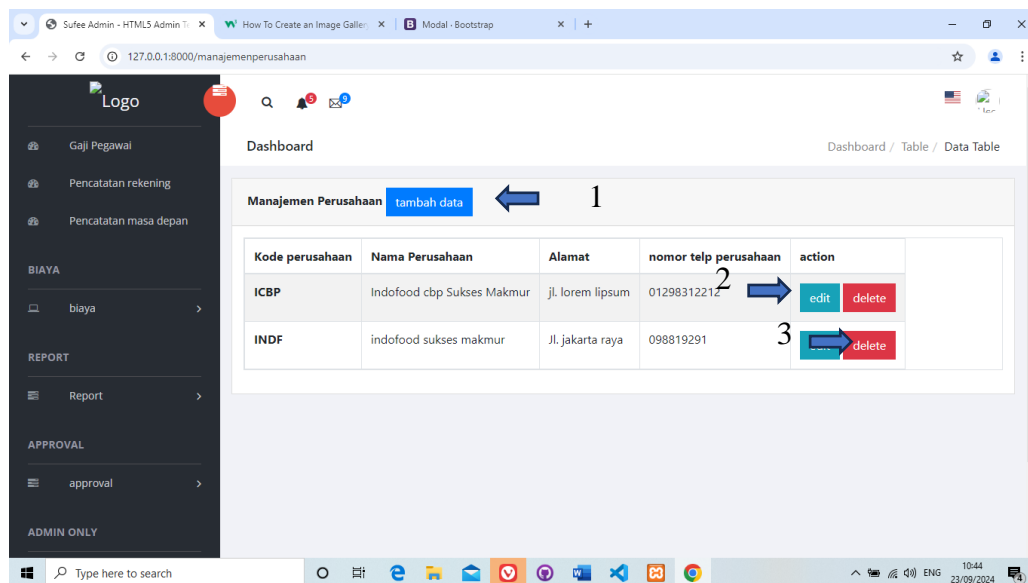 Sufee Admin - HTML5 Admin Te
How To Create an Image Galler
B Modal · Bootstrap
127.0.0.1:8000/manajemenperusahaan
Logo
5
9
Gaji Pegawai
Pencatatan rekening
Pencatatan masa depan
BIAYA
biaya
REPORT
Report
APPROVAL
approval
ADMIN ONLY
Dashboard
Dashboard / Table / Data Table
Manajemen Perusahaan tambah data 1
Kode perusahaan Nama Perusahaan Alamat nomor telp perusahaan action
ICBP Indofood cbp Sukses Makmur jl. lorem lipsum 01298312212 2 edit delete
INDF indofood sukses makmur Jl. jakarta raya 098819291 3 delete
Type here to search
ENG
10:44
23/09/2024